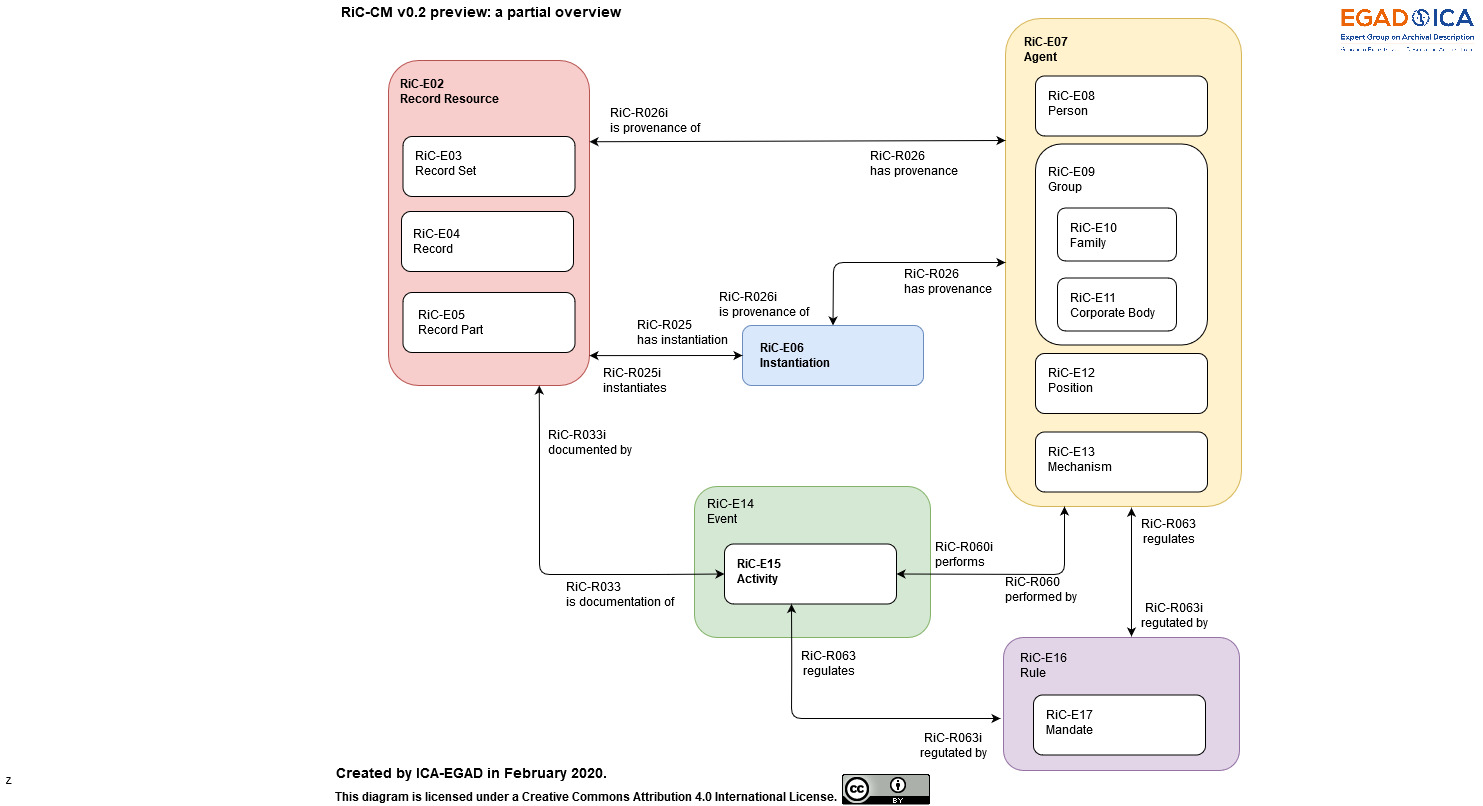 RiC-CM v0.2 preview: a partial overview
EGAD ICA
Expert Group on Archival Description
RiC-E02
Record Resource
RiC-E03
Record Set
RiC-E04
Record
RiC-E05
Record Part
RiC-R026i
is provenance of
RiC-R026
has provenance
RiC-E07
Agent
RiC-E08
Person
RiC-E09
Group
RiC-E10
Family
RiC-E11
Corporate Body
RiC-E12
Position
RiC-E13
Mechanism
RiC-R026
has provenance
RiC-R026i
is provenance of
RiC-R025
has instantiation
RiC-R025i
instantiates
RiC-E06
Instantiation
RiC-R033i
documented by
RiC-R033
is documentation of
RiC-E14
Event
RiC-E15
Activity
RiC-R060i
performs
RiC-R060
performed by
RiC-R063
regulates
RiC-R063i
regutated by
RiC-R063
regulates
RiC-R063i
regutated by
RiC-E16
Rule
RiC-E17
Mandate
z
Created by ICA-EGAD in February 2020.
This diagram is licensed under a Creative Commons Attribution 4.0 International License.
cc
BY